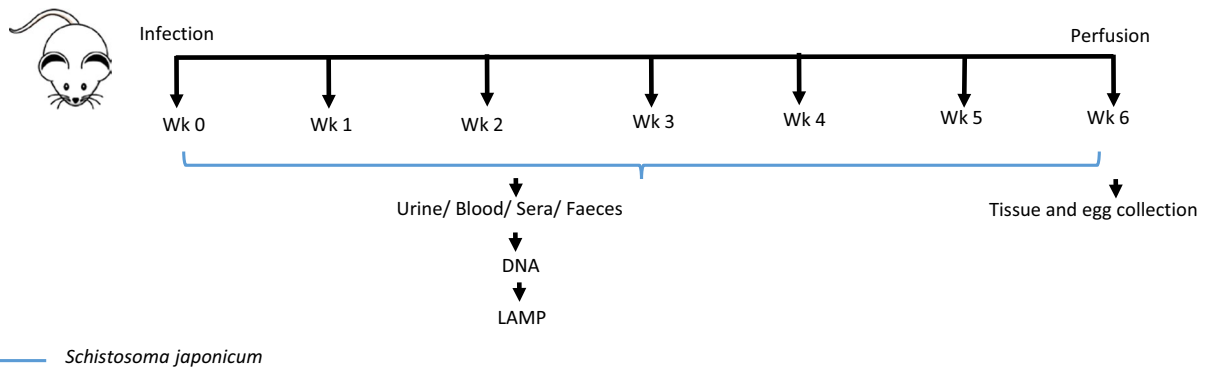 Infection
Perfusion
Wk 0
Wk 1
Wk 2
Wk 3
Wk 4
Wk 5
Wk 6
Urine/ Blood/ Sera/ Faeces
Tissue and egg collection
DNA
LAMP
Schistosoma japonicum